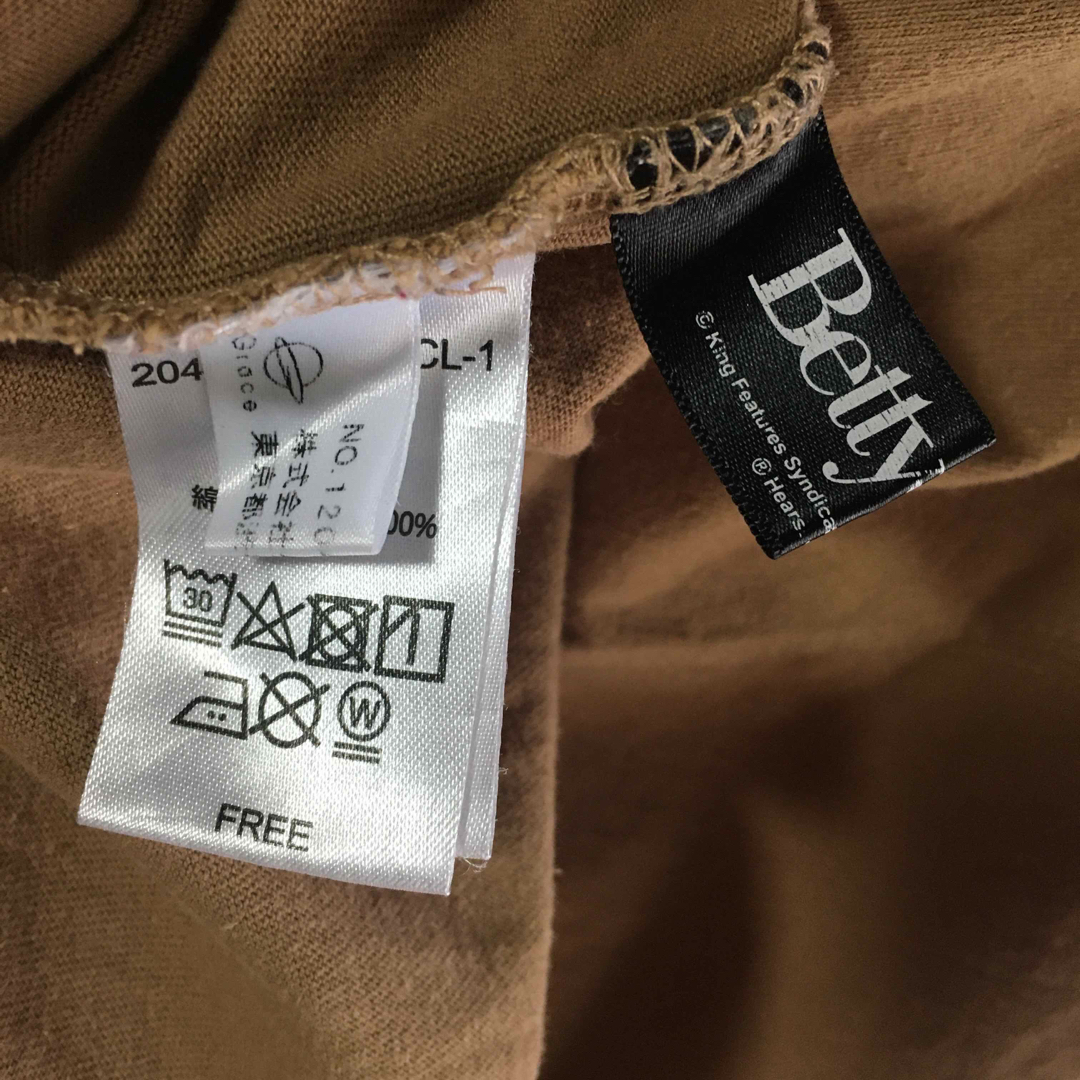 204
CL-1
Grace
NO.120
株式会社
東京都
綿
00%
30
W
FREE
Betty
© King Features Syndica
® Hears